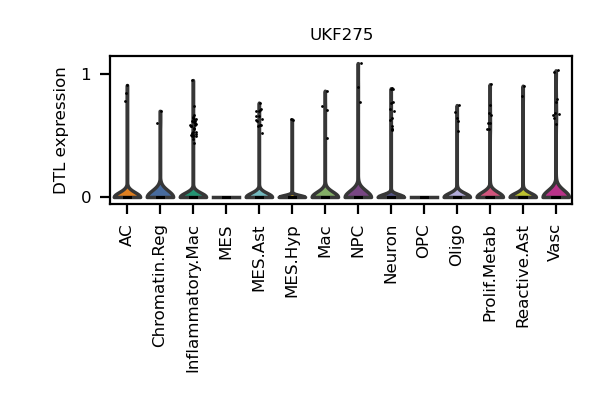 UKF275
DTL expression
1
0
AC
Chromatin.Reg
Inflammatory.Mac
MES
MES.Ast
MES.Hyp
Mac
NPC
Neuron
OPC
Oligo
Prolif.Metab
Reactive.Ast
Vasc